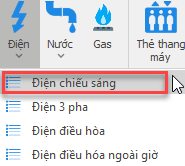 Điện
Nước
Gas
Thẻ thang
máy
Điện chiếu sáng
Điện 3 pha
Điện điều hòa
Điện điều hóa ngoài giờ